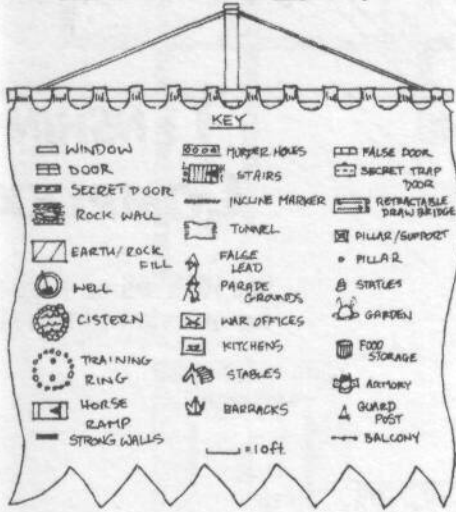 KEY
WINDOW
DOOR
SECRET DOOR
ROCK WALL
EARTH/ROCK
FILL
WELL
CISTERN
TRAINING
RING
HORSE
RAMP
STRONG WALLS
MURDER HOLES
STAIRS
INCLINE MARKER
TUNNEL
FALSE
LEAD
PARADE
GROUNDS
WAR OFFICES
KITCHENS
STABLES
BARRACKS
= 10ft.
FALSE DOOR
SECRET TRAP
DOOR
RETRACTABLE
DRAWBRIDGE
PILLAR/SUPPORT
PILLAR
STATUES
GARDEN
FOOD
STORAGE
ARMORY
GUARD
POST
BALCONY